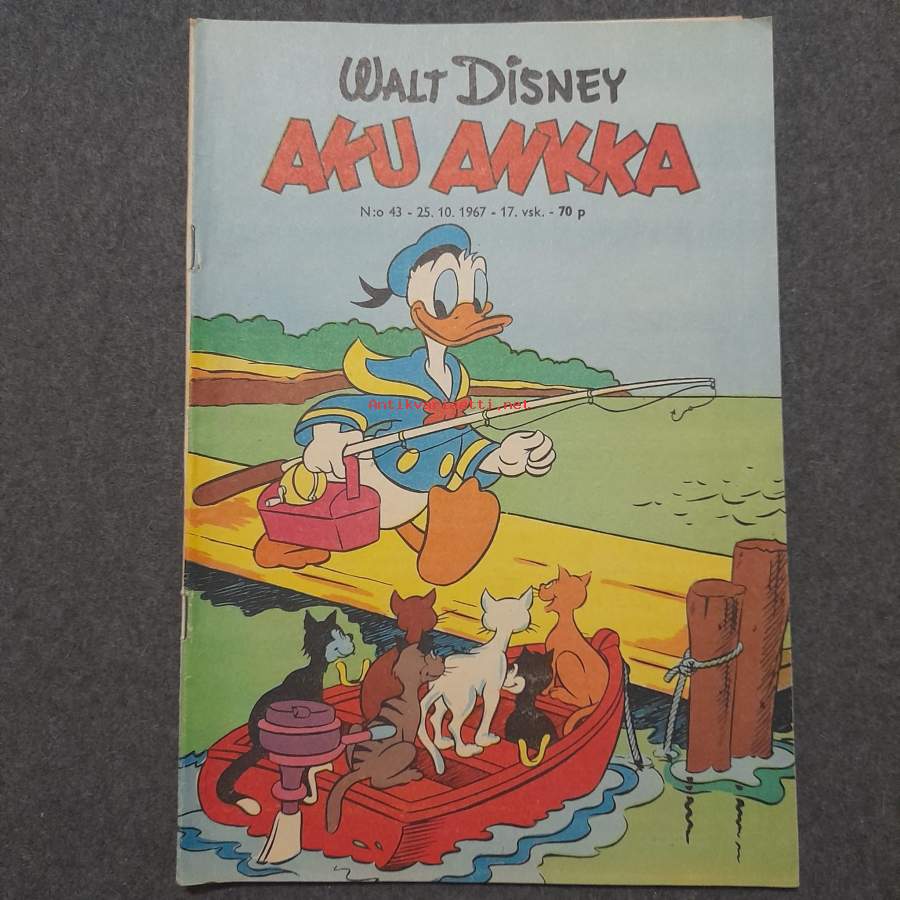 WALT DISNEY
AKU ANKKA
N:o 43 - 25. 10. 1967 - 17. vsk. - 70 p
Antikvariaatti.net